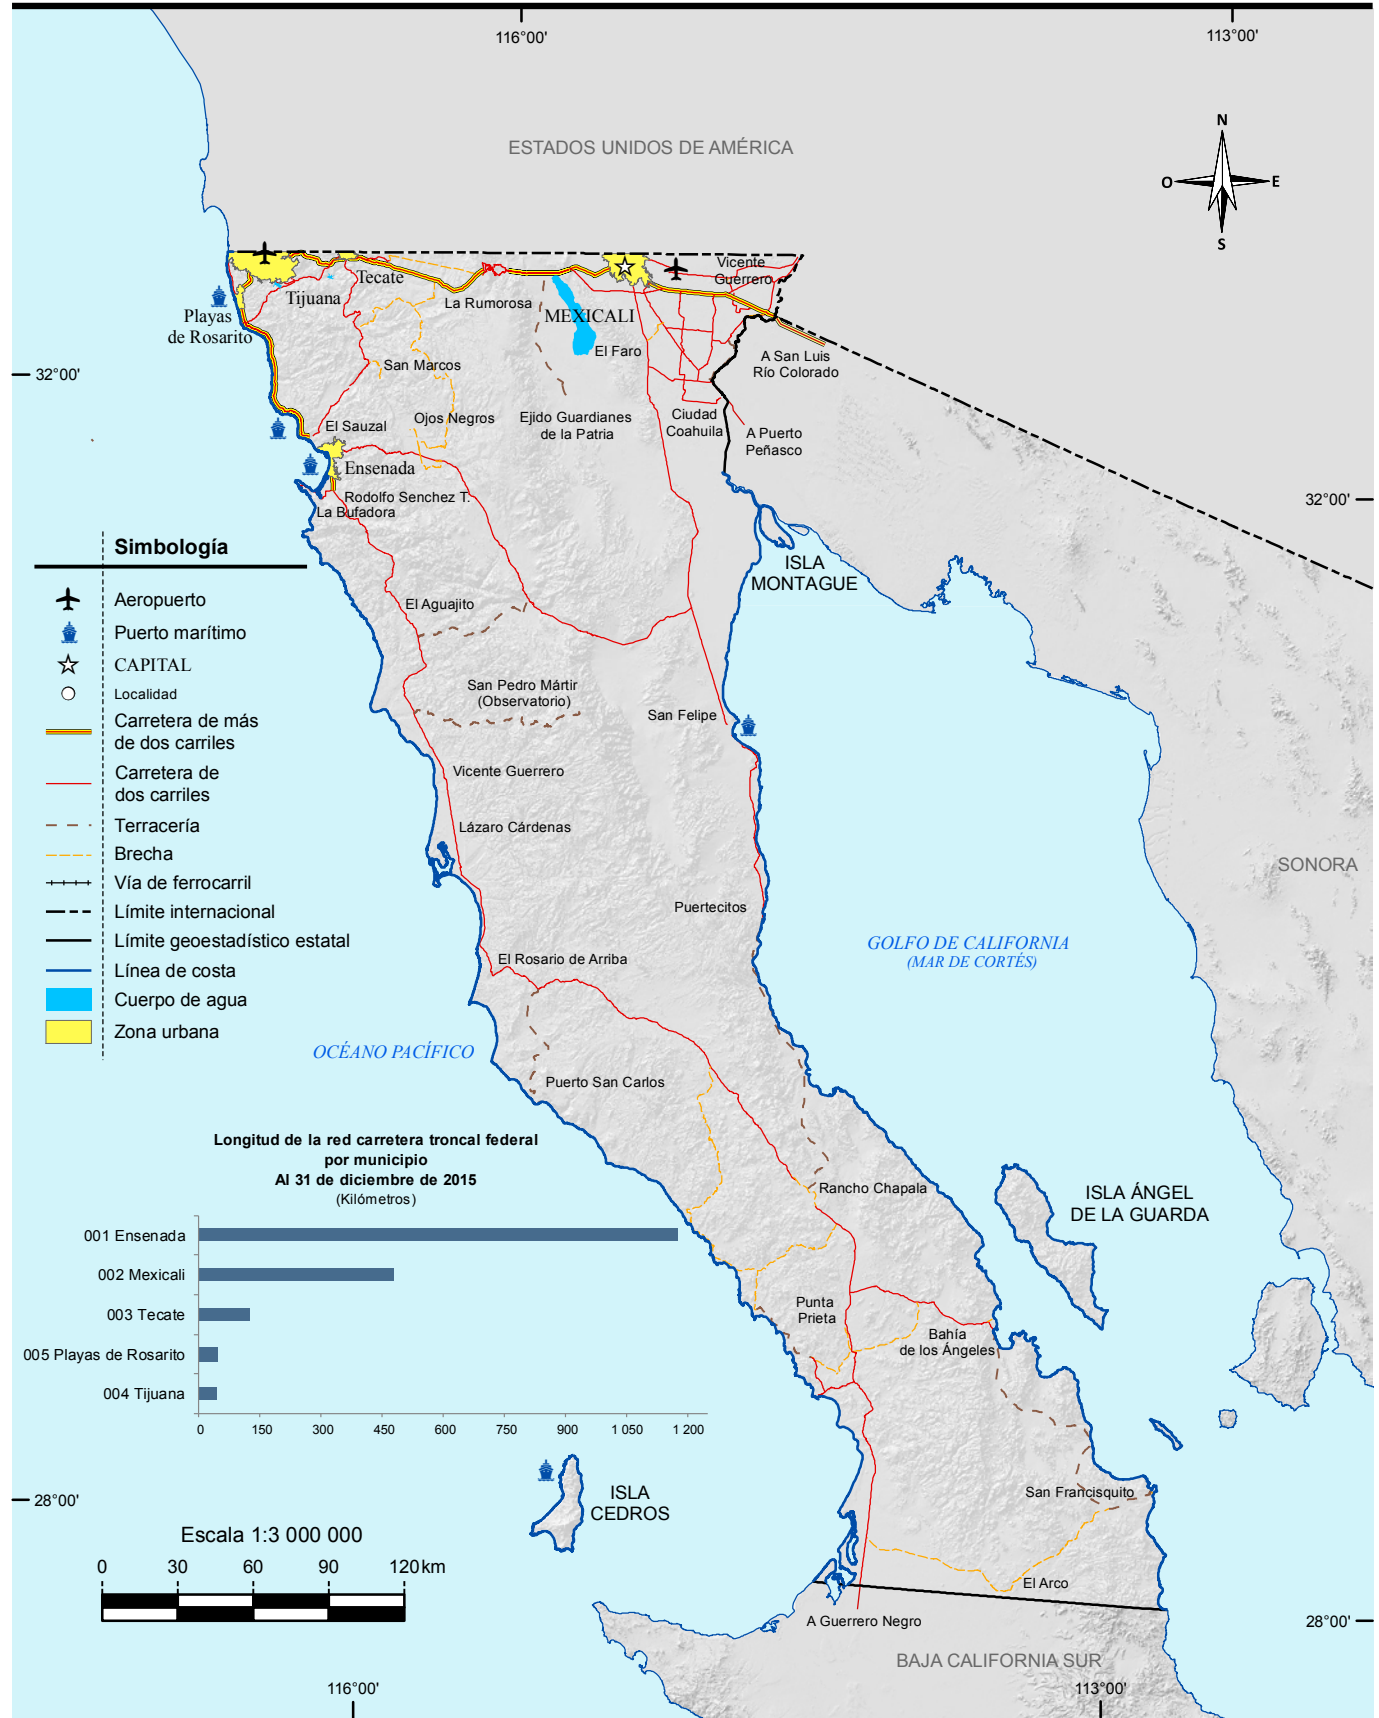 116°00'
113°00'
ESTADOS UNIDOS DE AMÉRICA
N
O
E
S
Vicente
Guerrero
Tecate
Tijuana
La Rumorosa
MEXICALI
Playas
de Rosarito
El Faro
San Marcos
A San Luis
Río Colorado
32°00'
Ojos Negros
Ejido Guardianes
de la Patria
Ciudad
Coahuila
El Sauzal
A Puerto
Peñasco
Ensenada
Rodolfo Senchez T.
La Bufadora
32°00'
ISLA
MONTAGUE
El Aguajito
San Pedro Mártir
(Observatorio)
San Felipe
Vicente Guerrero
Lázaro Cárdenas
SONORA
Puertecitos
GOLFO DE CALIFORNIA
(MAR DE CORTÉS)
El Rosario de Arriba
OCÉANO PACÍFICO
Puerto San Carlos
Rancho Chapala
ISLA ÁNGEL
DE LA GUARDA
Punta
Prieta
Bahía
de los Ángeles
San Francisquito
ISLA
CEDROS
El Arco
A Guerrero Negro
BAJA CALIFORNIA SUR
28°00'
28°00'
116°00'
113°00'
Simbología
Aeropuerto
Puerto marítimo
CAPITAL
Localidad
Carretera de más
de dos carriles
Carretera de
dos carriles
Terracería
Brecha
Vía de ferrocarril
Límite internacional
Límite geoestadístico estatal
Línea de costa
Cuerpo de agua
Zona urbana
Longitud de la red carretera troncal federal
por municipio
Al 31 de diciembre de 2015
(Kilómetros)
001 Ensenada
002 Mexicali
003 Tecate
005 Playas de Rosarito
004 Tijuana
0 150 300 450 600 750 900 1 050 1 200
Escala 1:3 000 000
0 30 60 90 120 km